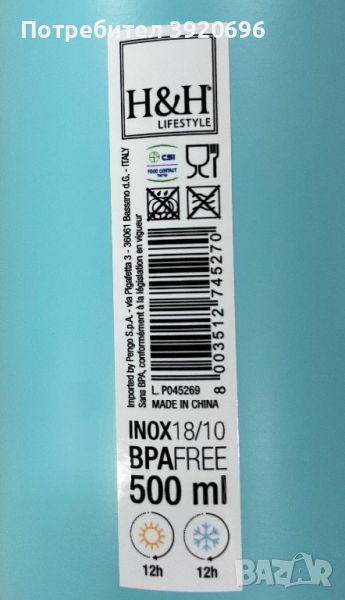 Потребител: 3920696
H&H®
LIFESTYLE
CSI
FOOD CONTACT
Imported by Pengo S.p.A. - via Pigafetta 3 - 36061 Bassano d.G. - ITALY
Sans BPA, conformément à la législation en vigueur
8 003512 745270
L. P045269
MADE IN CHINA
INOX18/10
BPAFREE
500 ml
12h 12h
BAZAR